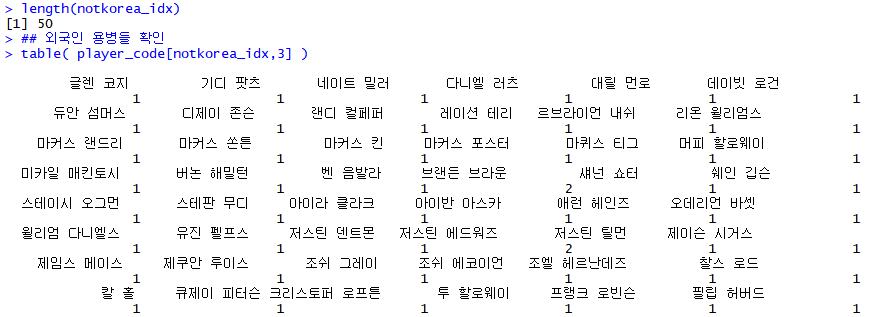 > length(notkorea_idx)
[1] 50
> ## 외국인 용병들 확인
> table( player_code[notkorea_idx,3] )
글렌 코지 기디 팟츠 네이트 밀러 다니엘 러츠 대릴 먼로 데이빗 로건
1 1 1 1 1 1
듀안 섬머스 디제이 존슨 랜디 컬페퍼 레이션 테리 르브라이언 내쉬 리온 윌리엄스
1 1 1 1 1 1
마커스 랜드리 마커스 쏜튼 마커스 킨 마커스 포스터 마퀴스 티그 머피 할로웨이
1 1 1 1 1 1
미카일 매킨토시 버논 해밀턴 벤 음발라 브랜든 브라운 섀넌 쇼터 쉐인 깁슨
1 1 1 1 2 1 1
스테이시 오그먼 스테판 무디 아이라 클라크 아이반 아스카 애런 헤인즈 오데리언 바셋
1 1 1 1 1 1
윌리엄 다니엘스 유진 펠프스 저스틴 덴트몬 저스틴 에드워즈 저스틴 틸먼 제이슨 시거스
1 1 1 1 2 1 1
제임스 메이스 제쿠안 루이스 조쉬 그레이 조쉬 에코이언 조엘 헤르난데즈 찰스 로드
1 1 1 1 1 1
칼 홀 큐제이 피터슨 크리스토퍼 로프튼 투 할로웨이 프랭크 로빈슨 필립 허버드
1 1 1 1 1 1